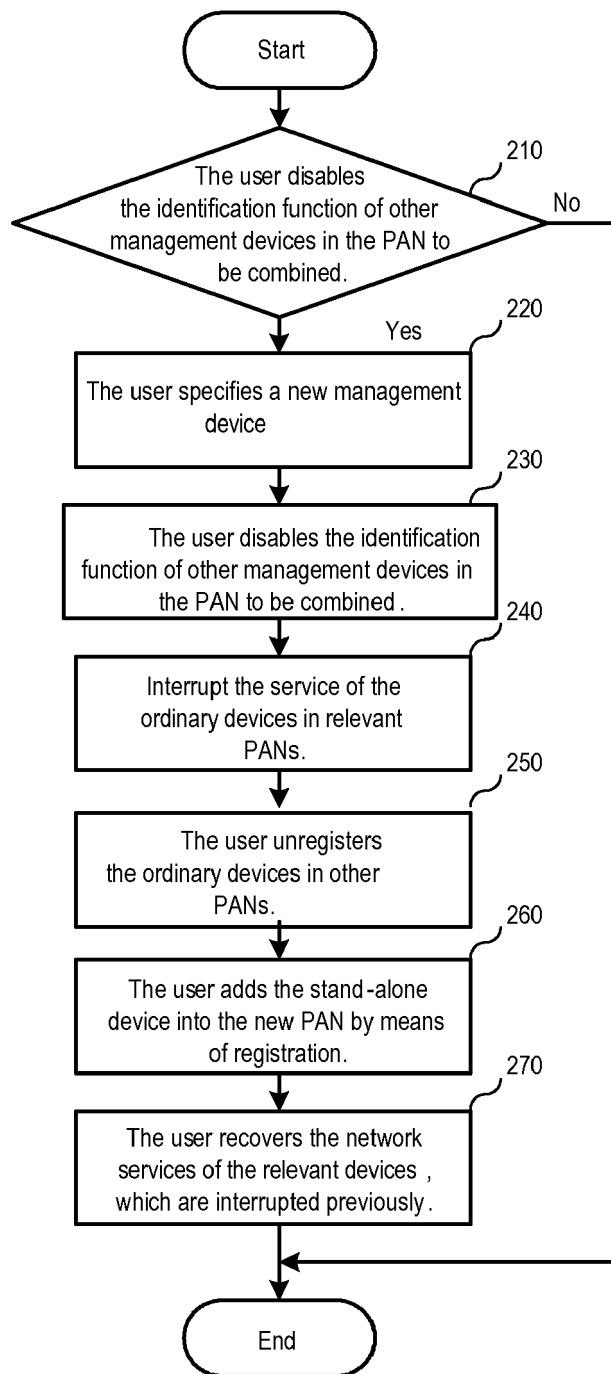 Start
210
The user disables
the identification function of other
management devices in the PAN to
be combined.
No
Yes
220
The user specifies a new management
device
230
The user disables the identification
function of other management devices in
the PAN to be combined .
240
Interrupt the service of the
ordinary devices in relevant
PANs.
250
The user unregisters
the ordinary devices in other
PANs.
260
The user adds the stand-alone
device into the new PAN by means
of registration.
270
The user recovers the network
services of the relevant devices ,
which are interrupted previously .
End